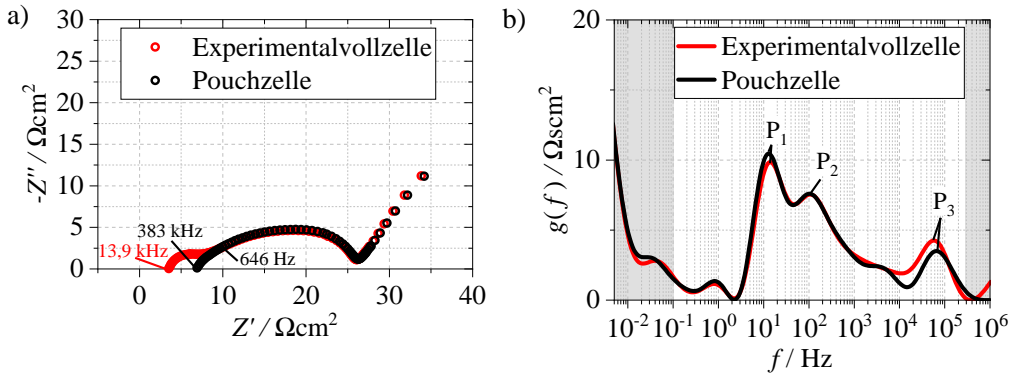 a)
30
25
20
15
10
5
0
-Z'' / Ωcm²
Experimentalvollzelle
Pouchzelle
383 kHz
13,9 kHz
646 Hz
0 10 20 30 40
Z' / Ωcm²
b)
20
10
0
g(f) / Ωscm²
Experimentalvollzelle
Pouchzelle
P₁
P₂
P₃
10⁻² 10⁻¹ 10⁰ 10¹ 10² 10³ 10⁴ 10⁵ 10⁶
f / Hz